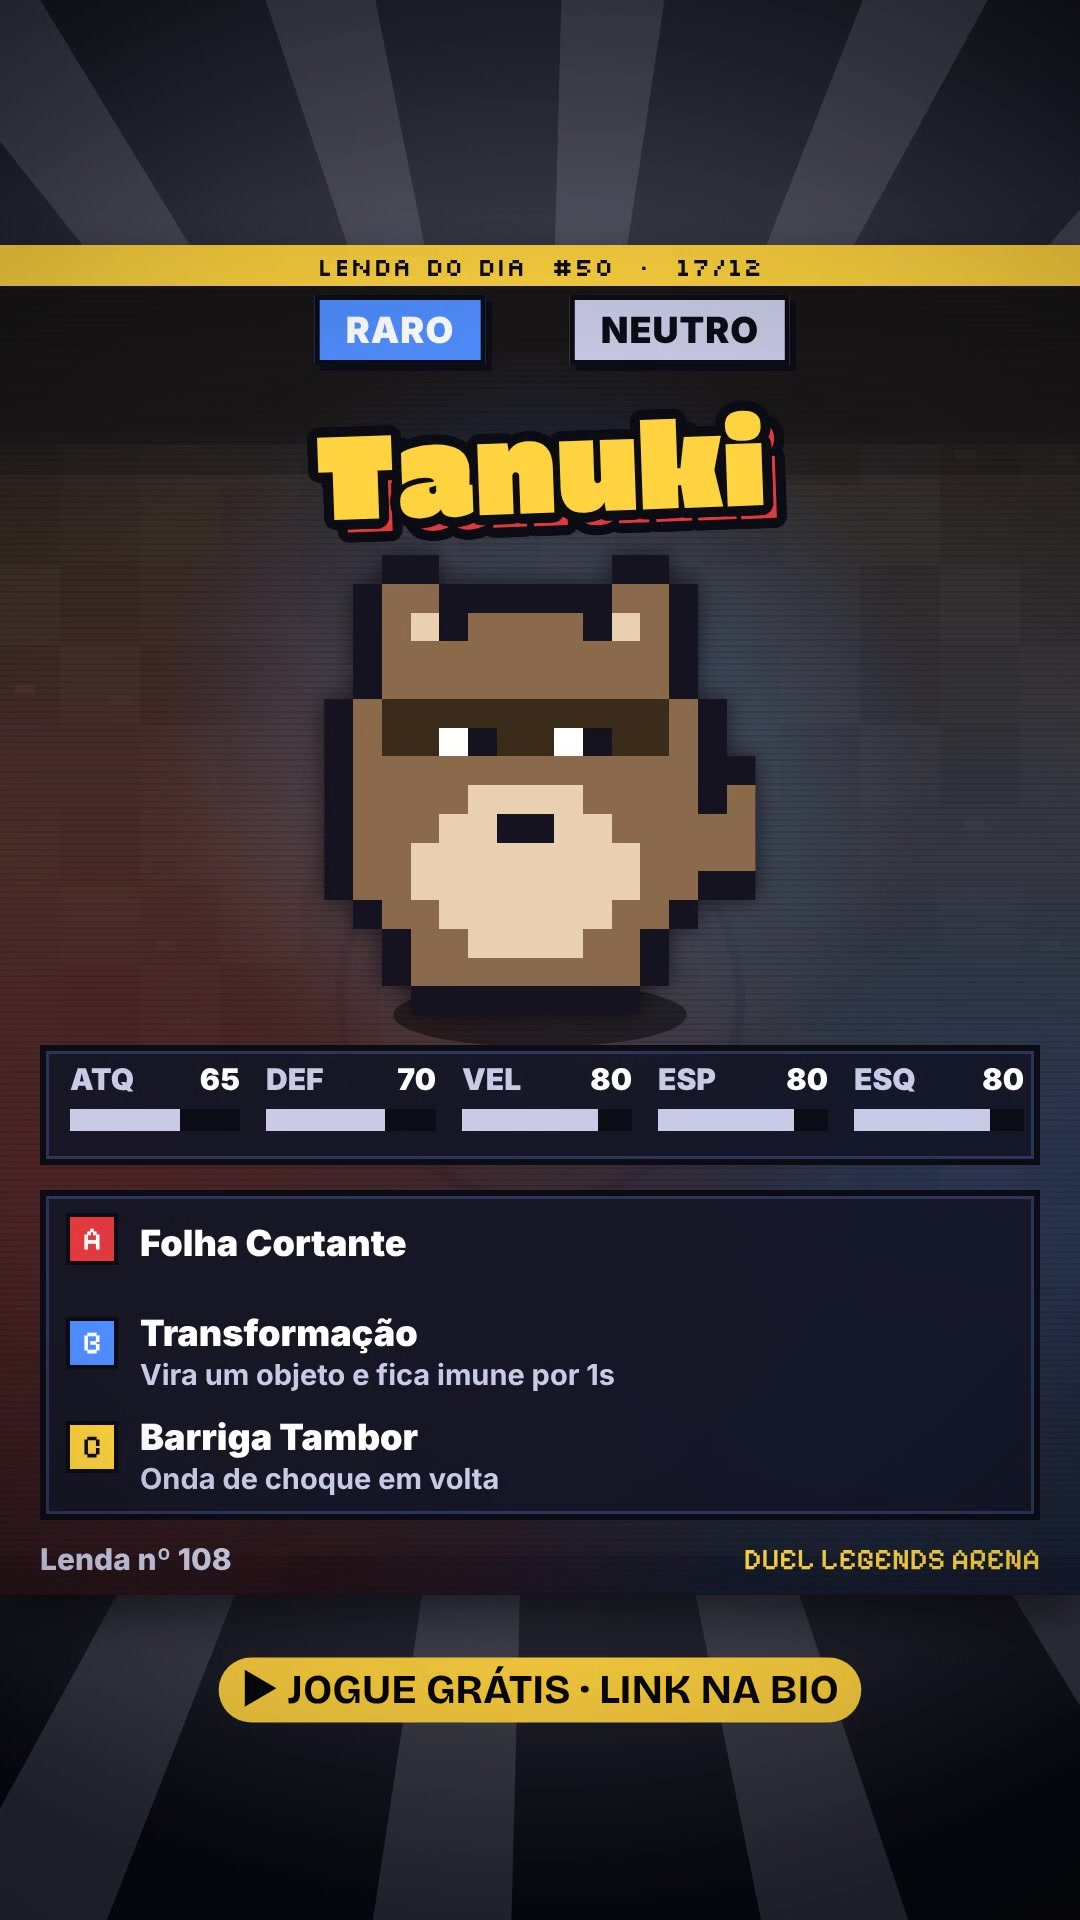 LENDA DO DIA #50 · 17/12
RARO NEUTRO
Tanuki
ATQ 65 DEF 70 VEL 80 ESP 80 ESQ 80
A Folha Cortante
B Transformação
Vira um objeto e fica imune por 1s
C Barriga Tambor
Onda de choque em volta
Lenda nº 108 DUEL LEGENDS ARENA
▶ JOGUE GRÁTIS · LINK NA BIO